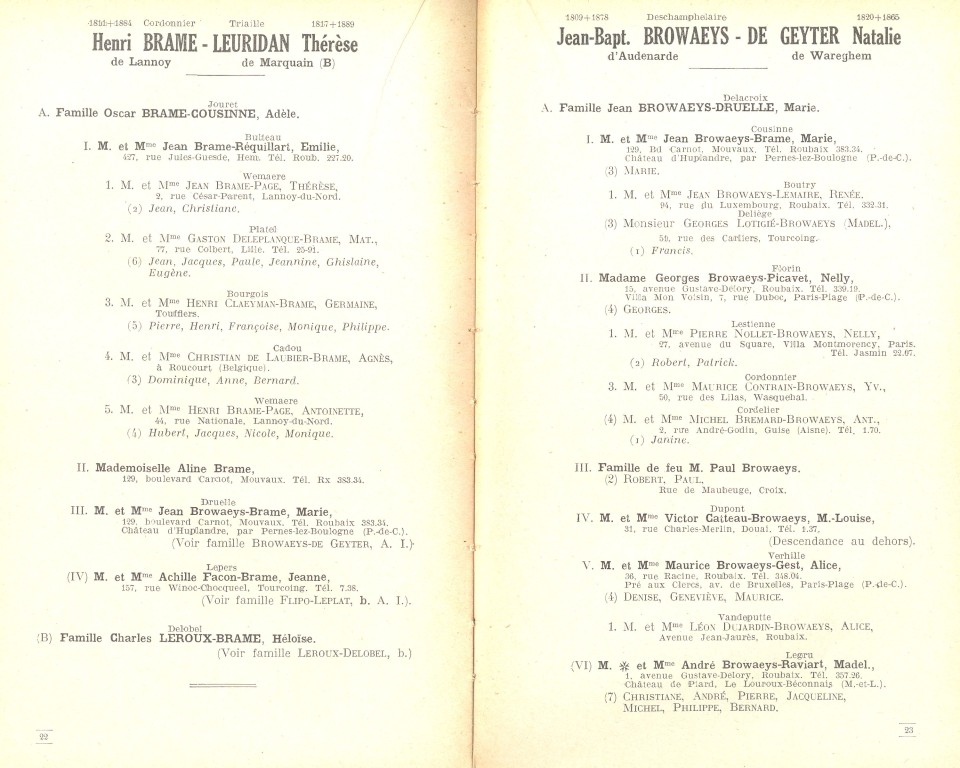 1811+1884 Cordonnier Triaille 1817+1889
Henri BRAME - LEURIDAN Thérèse
de Lannoy de Marquain (B)
Jouret
A. Famille Oscar BRAME-COUSINNE, Adèle.
Bulteau
I. M. et Mme Jean Brame-Réquillart, Emilie,
427, rue Jules-Guesde, Hem. Tél. Roub. 227.20.
Wemaere
1. M. et Mme JEAN BRAME-PAGE, THÉRÈSE,
2, rue César-Parent, Lannoy-du-Nord.
(2) Jean, Christiane.
Platel
2. M. et Mme GASTON DELEPLANQUE-BRAME, MAT.,
77, rue Colbert, Lille. Tél. 25-91.
(6) Jean, Jacques, Paule, Jeannine, Ghislaine,
Eugène.
Bourgois
3. M. et Mme HENRI CLAEYMAN-BRAME, GERMAINE,
Toufflers.
(5) Pierre, Henri, Françoise, Monique, Philippe.
Cadou
4. M. et Mme CHRISTIAN DE LAUBIER-BRAME, AGNÈS,
à Roucourt (Belgique).
(3) Dominique, Anne, Bernard.
Wemaere
5. M. et Mme HENRI BRAME-PAGE, ANTOINETTE,
44, rue Nationale, Lannoy-du-Nord.
(4) Hubert, Jacques, Nicole, Monique.
II. Mademoiselle Aline Brame,
129, boulevard Carnot, Mouvaux. Tél. Rx 383.34.
Druelle
III. M. et Mme Jean Browaeys-Brame, Marie,
129, boulevard Carnot, Mouvaux. Tél. Roubaix 383.34.
Château d'Huplandre, par Pernes-lez-Boulogne (P.-de-C.).
(Voir famille BROWAEYS-DE GEYTER, A. I.)
Lepers
(IV) M. et Mme Achille Facon-Brame, Jeanne,
157, rue Winoc-Chocqueel, Tourcoing. Tél. 7.38.
(Voir famille FLIPO-LEPLAT, b. A. I.).
Delobel
(B) Famille Charles LEROUX-BRAME, Héloïse.
(Voir famille LEROUX-DELOBEL, b.)
22
1809+1878 Deschamphelaire 1820+1865
Jean-Bapt. BROWAEYS - DE GEYTER Natalie
d'Audenarde de Wareghem
Delacroix
A. Famille Jean BROWAEYS-DRUELLE, Marie.
Cousinne
I. M. et Mme Jean Browaeys-Brame, Marie,
129, Bd Carnot, Mouvaux, Tél. Roubaix 383.34.
Château d'Huplandre, par Pernes-lez-Boulogne (P.-de-C.).
(3) MARIE.
Boutry
1. M. et Mme JEAN BROWAEYS-LEMAIRE, RENÉE,
94, rue du Luxembourg, Roubaix. Tél. 332.31.
Deliège
(3) Monsieur GEORGES LOTIGIÉ-BROWAEYS (MADEL.),
55, rue des Carliers, Tourcoing.
(1) Francis.
Florin
II. Madame Georges Browaeys-Picavet, Nelly,
15, avenue Gustave-Delory, Roubaix. Tél. 339.19.
Villa Mon Voisin, 7, rue Duboc, Paris-Plage (P.-de-C.).
(4) GEORGES.
Lestienne
1. M. et Mme PIERRE NOLLET-BROWAEYS, NELLY,
27, avenue du Square, Villa Montmorency, Paris.
Tél. Jasmin 22.07.
(2) Robert, Patrick.
Cordonnier
3. M. et Mme MAURICE CONTRAIN-BROWAEYS, YV.,
50, rue des Lilas, Wasquehal.
Cordelier
(4) M. et Mme MICHEL BREMARD-BROWAEYS, ANT.,
2, rue André-Godin, Guise (Aisne). Tél. 1.70.
(1) Janine.
III. Famille de feu M. Paul Browaeys.
(2) ROBERT, PAUL,
Rue de Maubeuge, Croix.
Dupont
IV. M. et Mme Victor Catteau-Browaeys, M.-Louise,
31, rue Charles-Merlin, Douai, Tél. 1.37.
(Descendance au dehors).
Verhille
V. M. et Mme Maurice Browaeys-Gest, Alice,
36, rue Racine, Roubaix. Tél. 348.04.
Pré aux Clercs, av. de Bruxelles, Paris-Plage (P.-de-C.).
(4) DENISE, GENEVIÈVE, MAURICE.
Vandeputte
1. M. et Mme LÉON DUJARDIN-BROWAEYS, ALICE,
Avenue Jean-Jaurès, Roubaix.
Legru
(VI) M. ✻ et Mme André Browaeys-Raviart, Madel.,
1, avenue Gustave-Delory, Roubaix. Tél. 357.26.
Château de Piard, Le Louroux-Béconnais (M.-et-L.).
(7) CHRISTIANE, ANDRÉ, PIERRE, JACQUELINE,
MICHEL, PHILIPPE, BERNARD.
23